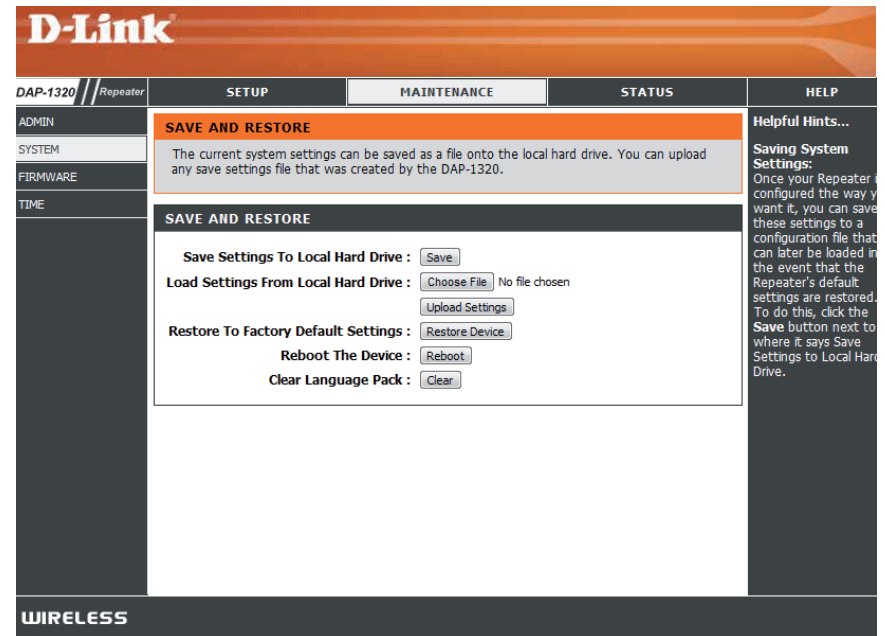 D-Link
DAP-1320 // Repeater
SETUP
MAINTENANCE
STATUS
HELP
ADMIN
SYSTEM
FIRMWARE
TIME
SAVE AND RESTORE
The current system settings can be saved as a file onto the local hard drive. You can upload
any save settings file that was created by the DAP-1320.
SAVE AND RESTORE
Save Settings To Local Hard Drive : Save
Load Settings From Local Hard Drive : Choose File No file chosen
Upload Settings
Restore To Factory Default Settings : Restore Device
Reboot The Device : Reboot
Clear Language Pack : Clear
Helpful Hints...
Saving System
Settings:
Once your Repeater i
configured the way y
want it, you can save
these settings to a
configuration file that
can later be loaded in
the event that the
Repeater's default
settings are restored.
To do this, click the
Save button next to
where it says Save
Settings to Local Hard
Drive.
WIRELESS